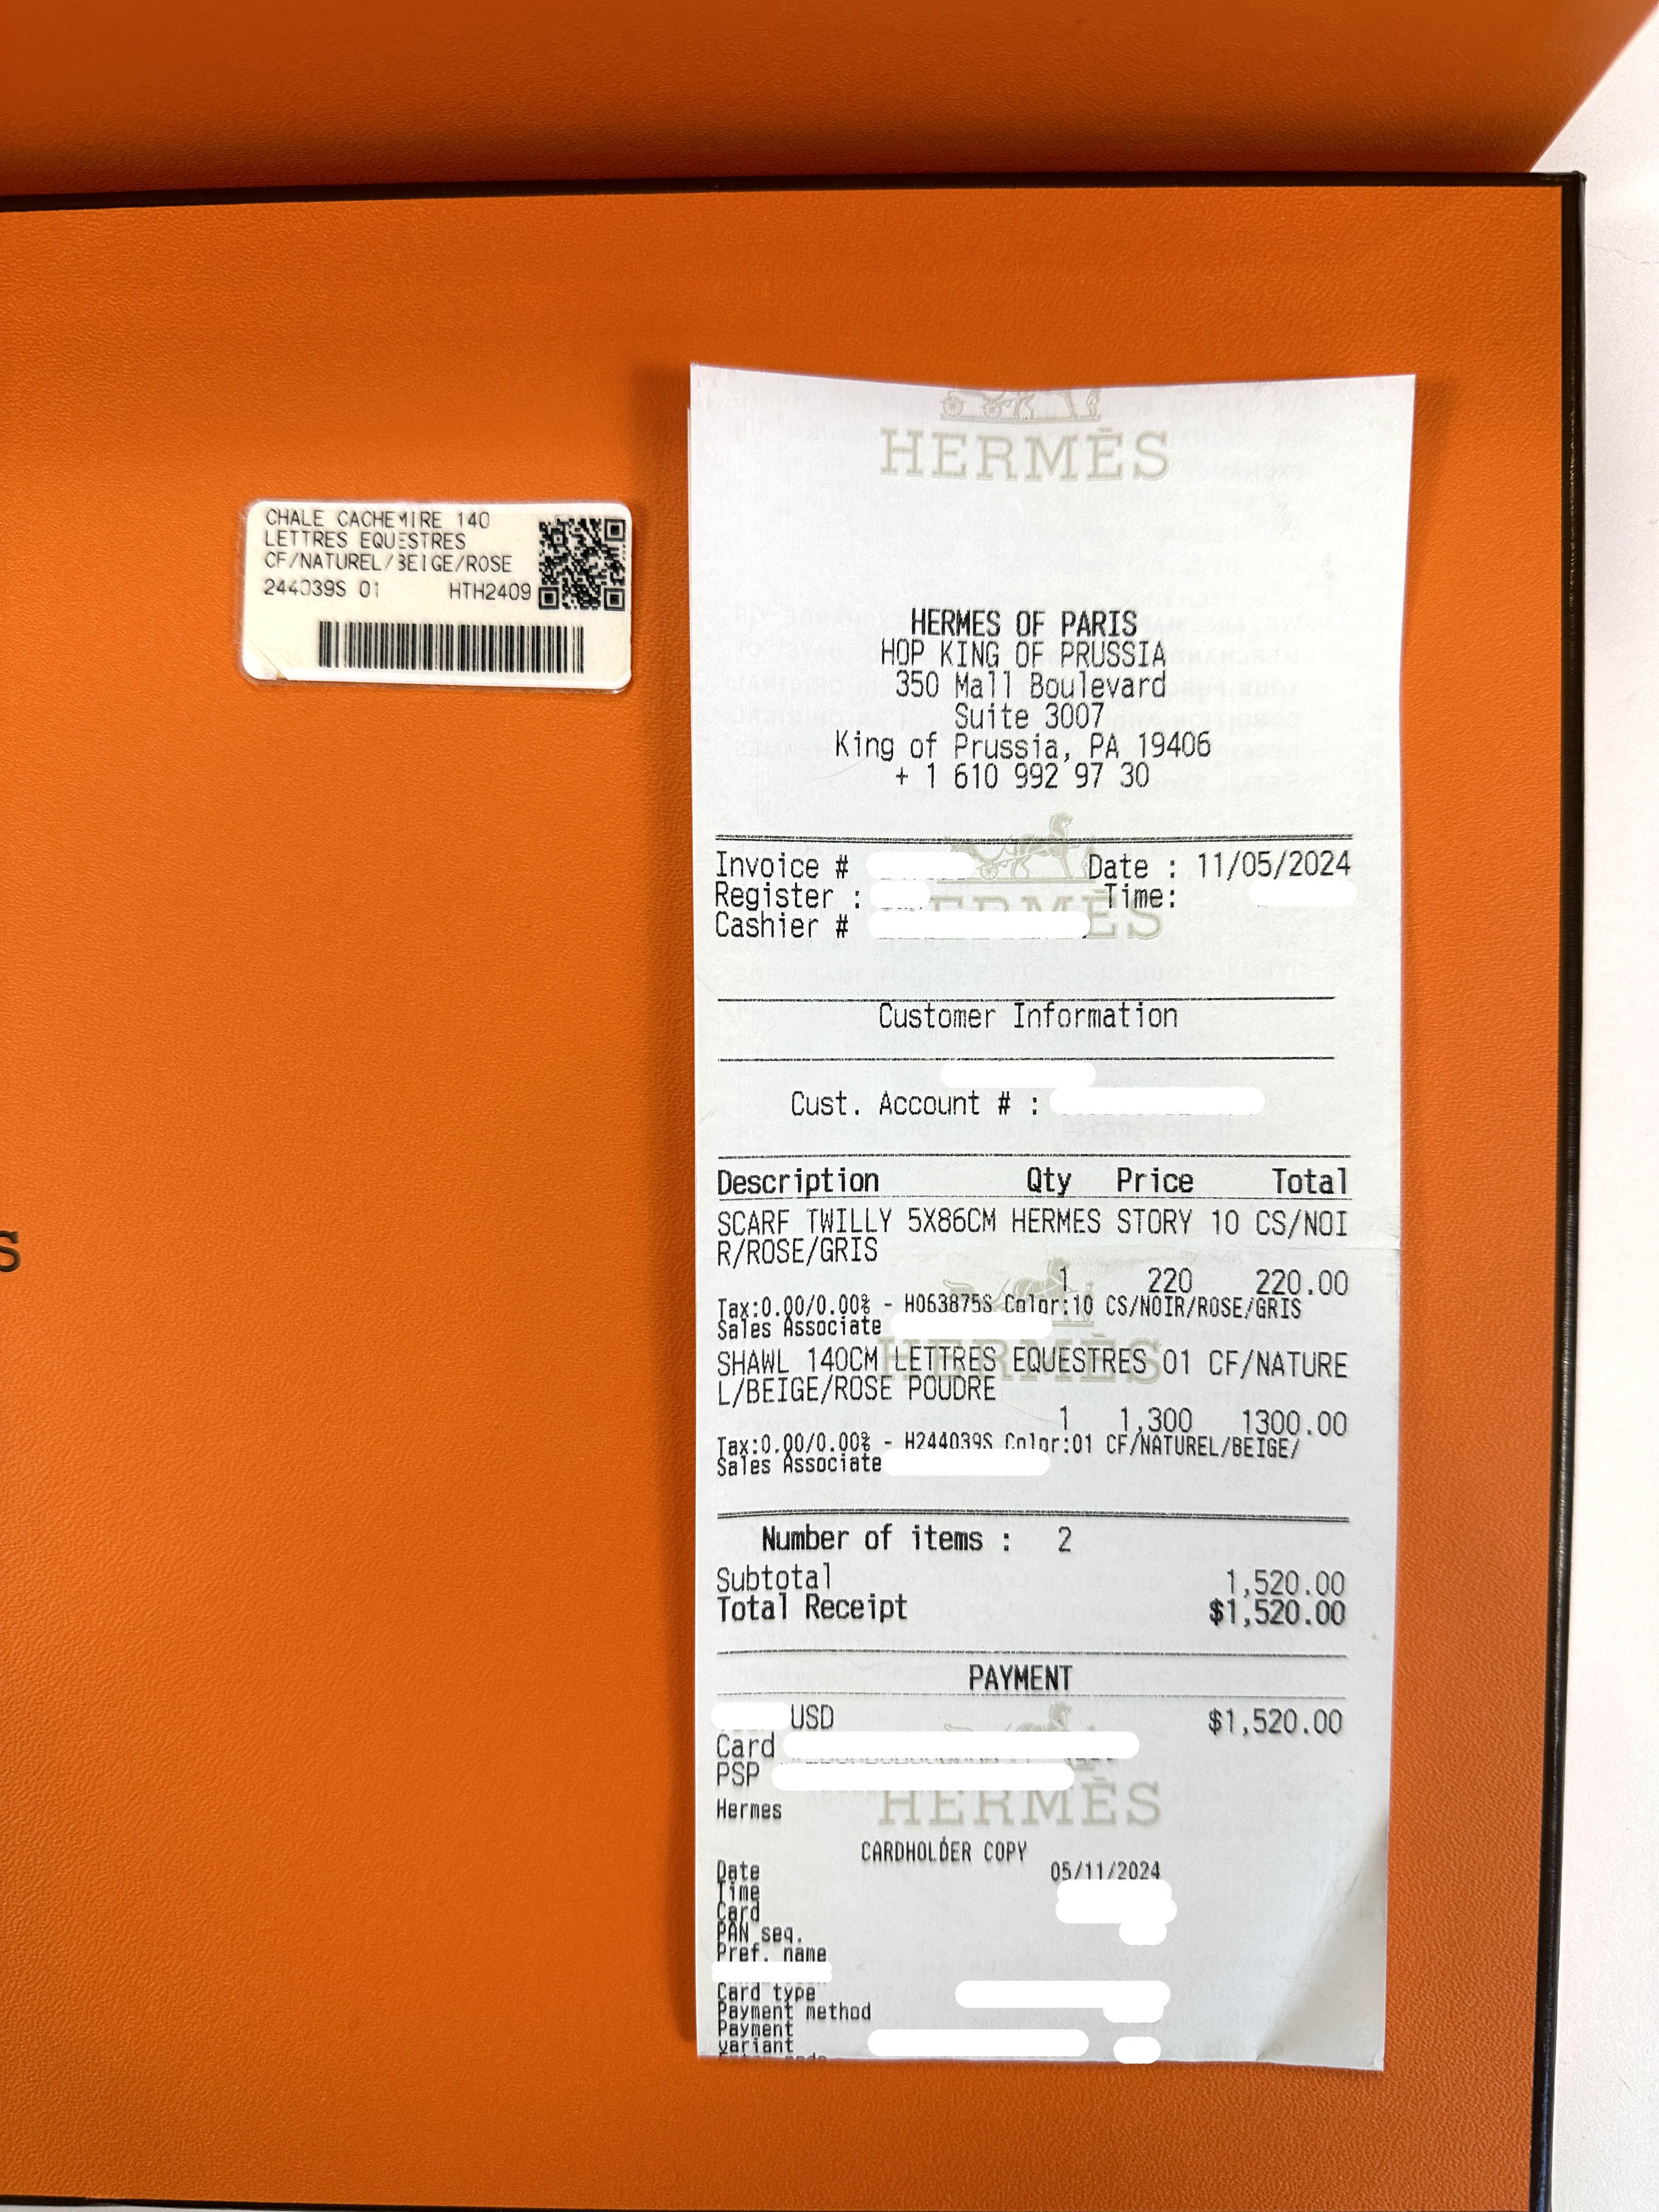 CHALE CACHEMIRE 140
LETTRES EQUESTRES
CF/NATUREL/BEIGE/ROSE
244039S 01 HTH2409
S
HERMÈS
HERMES OF PARIS
HOP KING OF PRUSSIA
350 Mall Boulevard
Suite 3007
King of Prussia, PA 19406
+ 1 610 992 97 30
Invoice # Date : 11/05/2024
Register : Time:
Cashier #
HERMÈS
Customer Information
Cust. Account # :
Description Qty Price Total
SCARF TWILLY 5X86CM HERMES STORY 10 CS/NOI
R/ROSE/GRIS
1 220 220.00
Tax:0.00/0.00% - H063875S Color:10 CS/NOIR/ROSE/GRIS
Sales Associate
HERMÈS
SHAWL 140CM LETTRES EQUESTRES 01 CF/NATURE
L/BEIGE/ROSE POUDRE
1 1,300 1300.00
Tax:0.00/0.00% - H244039S Color:01 CF/NATUREL/BEIGE/
Sales Associate
Number of items : 2
Subtotal 1,520.00
Total Receipt $1,520.00
PAYMENT
USD $1,520.00
Card
PSP
Hermes
HERMÈS
CARDHOLDER COPY
Date 05/11/2024
Time
Card
PAN seq.
Pref. name
Card type
Payment method
Payment
variant